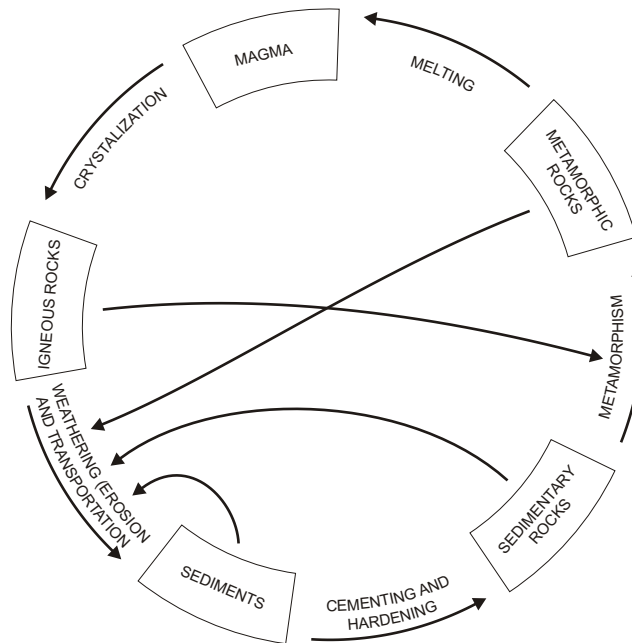 MAGMA
MELTING
CRYSTALIZATION
METAMORPHIC
ROCKS
IGNEOUS ROCKS
METAMORPHISM
WEATHERING (EROSION
AND TRANSPORTATION
SEDIMENTARY
ROCKS
SEDIMENTS
CEMENTING AND
HARDENING